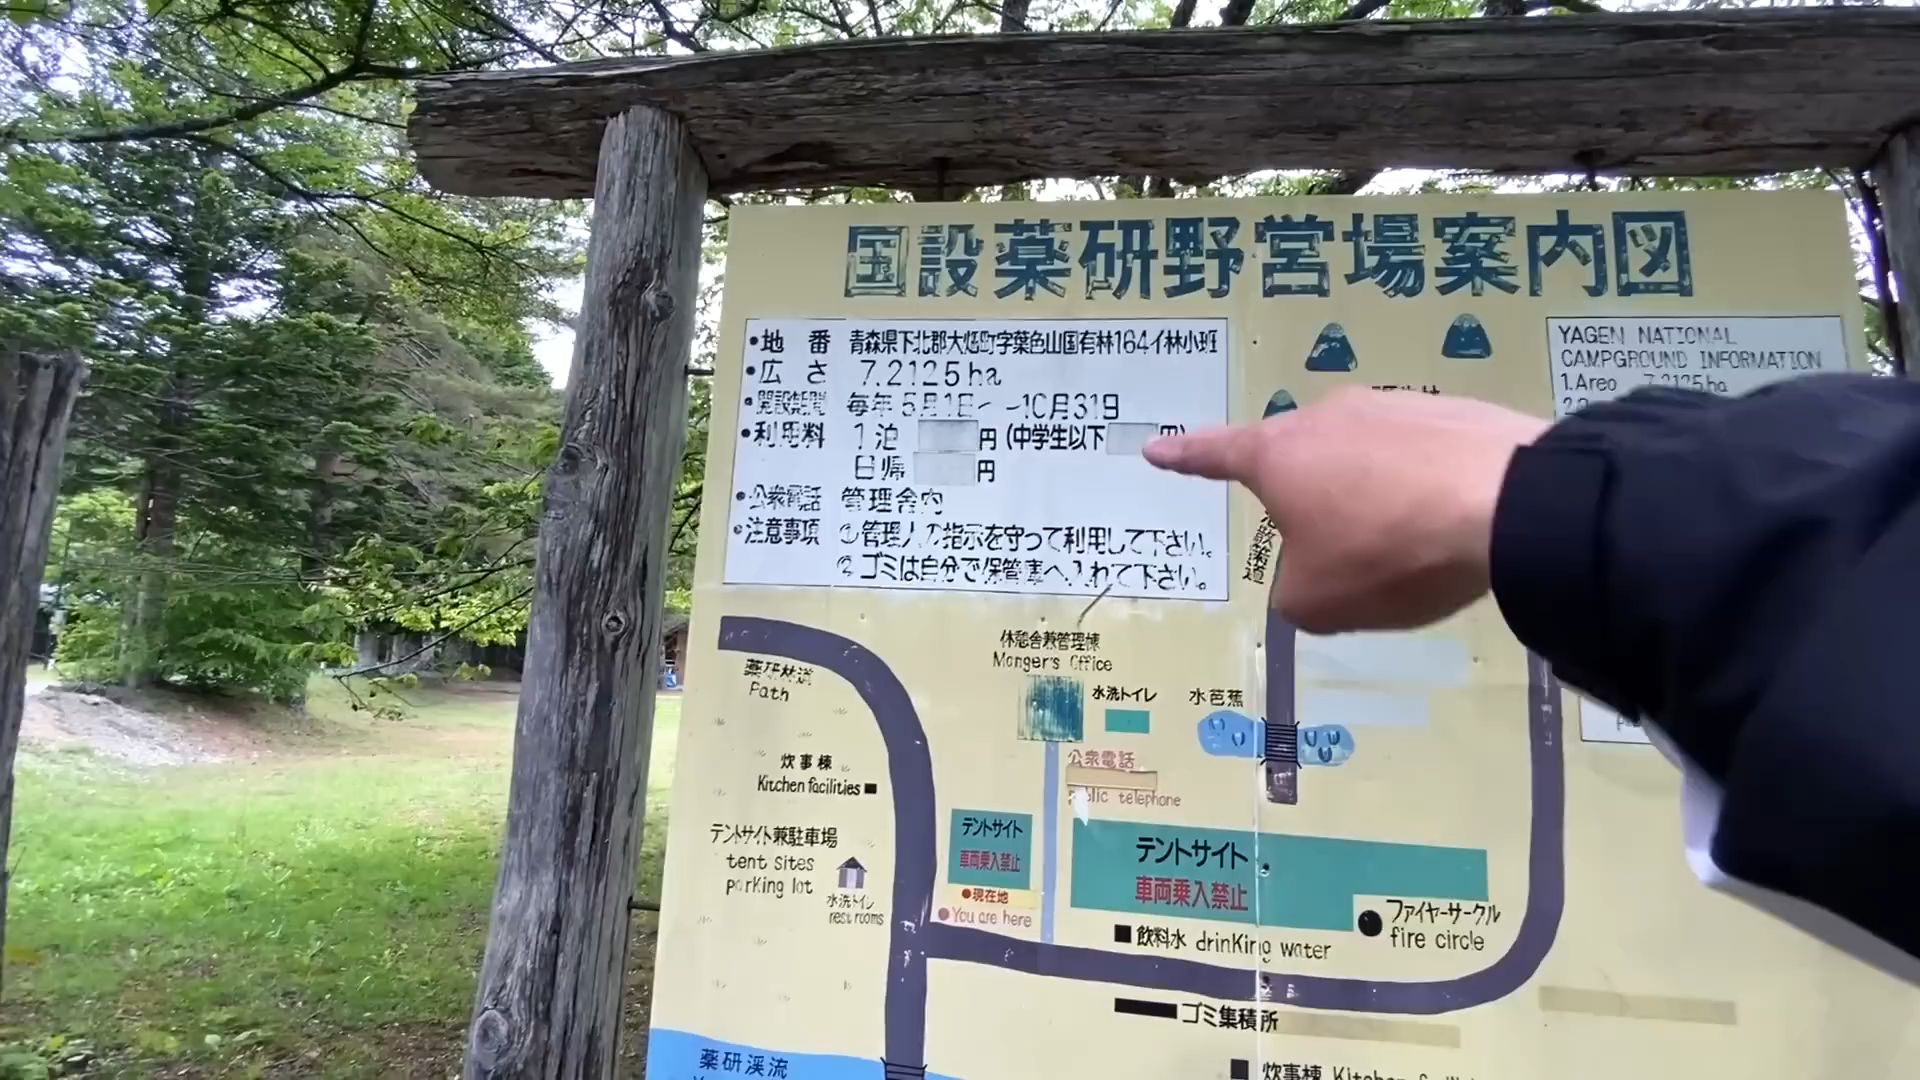 国設薬研野営場案内図
•地 番 青森県下北郡大畑町字葉色山国有林164イ林小班
•広 さ 7.2125ha
•開設期間 毎年 5月1日~10月31日
•利用料 1泊 円 (中学生以下 円)
日帰 円
•公衆電話 管理舎内
•注意事項 ①管理人の指示を守って利用して下さい。
②ゴミは自分で保管庫へ入れて下さい。
YAGEN NATIONAL
CAMPGROUND INFORMATION
1.Area 7.2125ha
散策道
休憩舎兼管理棟
Manger's Office
薬研林道
Path
水洗トイレ
水芭蕉
公衆電話
public telephone
炊事棟
Kitchen facilities
テントサイト兼駐車場
tent sites
parking lot
水洗トイレ
rest rooms
テントサイト
車両乗入禁止
●現在地
●You are here
テントサイト
車両乗入禁止
ファイヤーサークル
fire circle
飲料水 drinking water
ゴミ集積所
薬研渓流
炊事棟 Kitchen